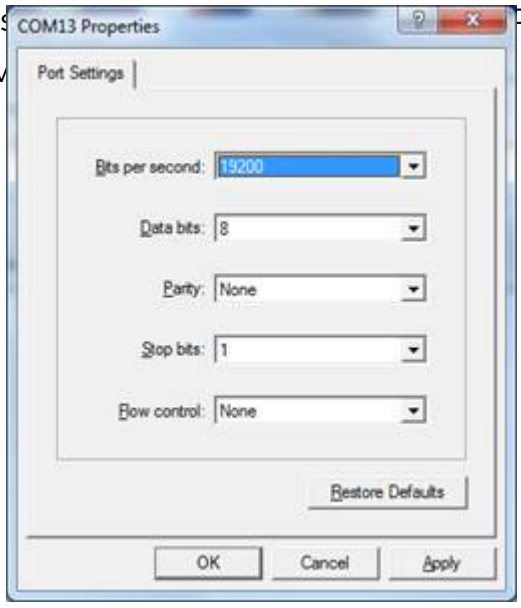 COM13 Properties
Port Settings
Bits per second: 19200
Data bits: 8
Parity: None
Stop bits: 1
Flow control: None
Restore Defaults
OK Cancel Apply